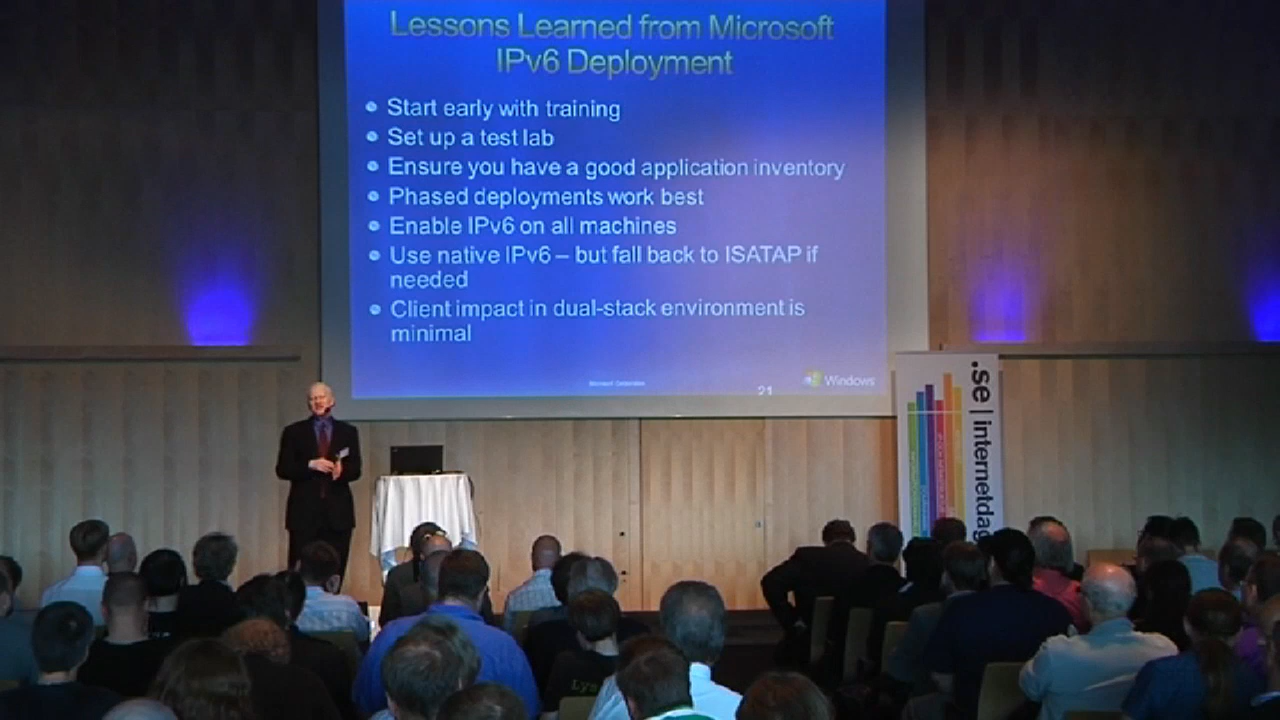 Lessons Learned from Microsoft
IPv6 Deployment
Start early with training
Set up a test lab
Ensure you have a good application inventory
Phased deployments work best
Enable IPv6 on all machines
Use native IPv6 – but fall back to ISATAP if
needed
Client impact in dual-stack environment is
minimal
Microsoft Corporation
21
Windows
.se | internetdag